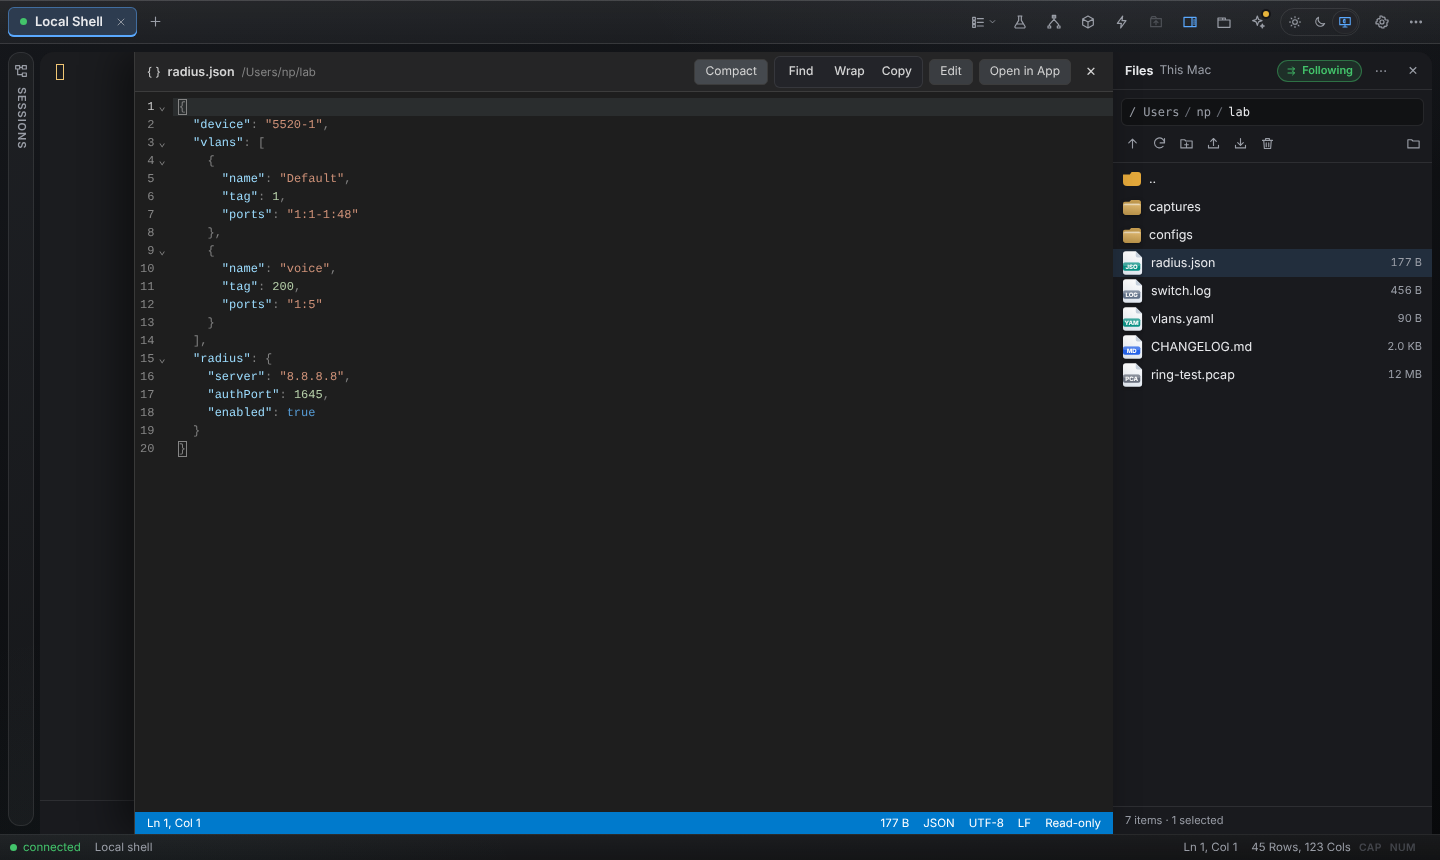 Local Shell
SESSIONS
{ } radius.json /Users/np/lab
Compact Find Wrap Copy Edit Open in App
1 {
2 "device": "5520-1",
3 "vlans": [
4 {
5 "name": "Default",
6 "tag": 1,
7 "ports": "1:1-1:48"
8 },
9 {
10 "name": "voice",
11 "tag": 200,
12 "ports": "1:5"
13 }
14 ],
15 "radius": {
16 "server": "8.8.8.8",
17 "authPort": 1645,
18 "enabled": true
19 }
20 }
Ln 1, Col 1 177 B JSON UTF-8 LF Read-only
Files This Mac Following
/ Users / np / lab
..
captures
configs
JSO radius.json 177 B
LOG switch.log 456 B
YAM vlans.yaml 90 B
MD CHANGELOG.md 2.0 KB
PCA ring-test.pcap 12 MB
7 items · 1 selected
connected Local shell Ln 1, Col 1 45 Rows, 123 Cols CAP NUM